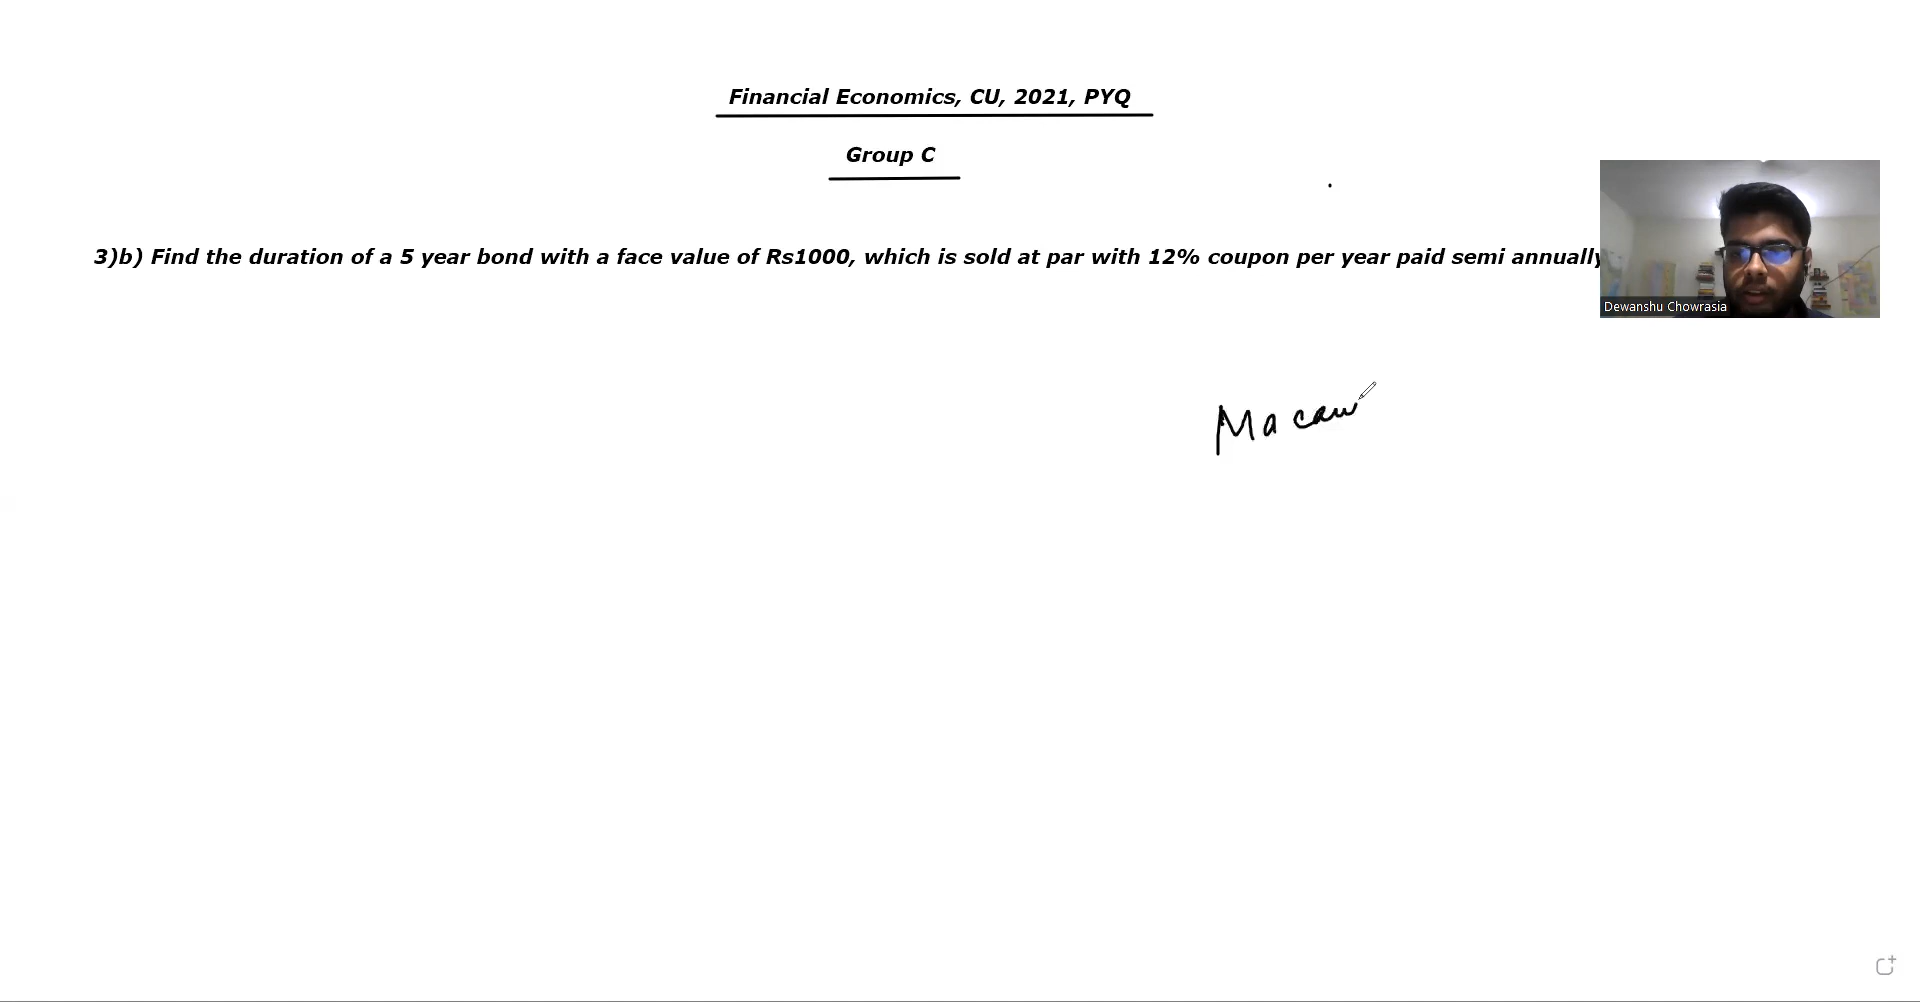 Financial Economics, CU, 2021, PYQ
Group C
3)b) Find the duration of a 5 year bond with a face value of Rs1000, which is sold at par with 12% coupon per year paid semi annually
Dewanshu Chowrasia
Macau